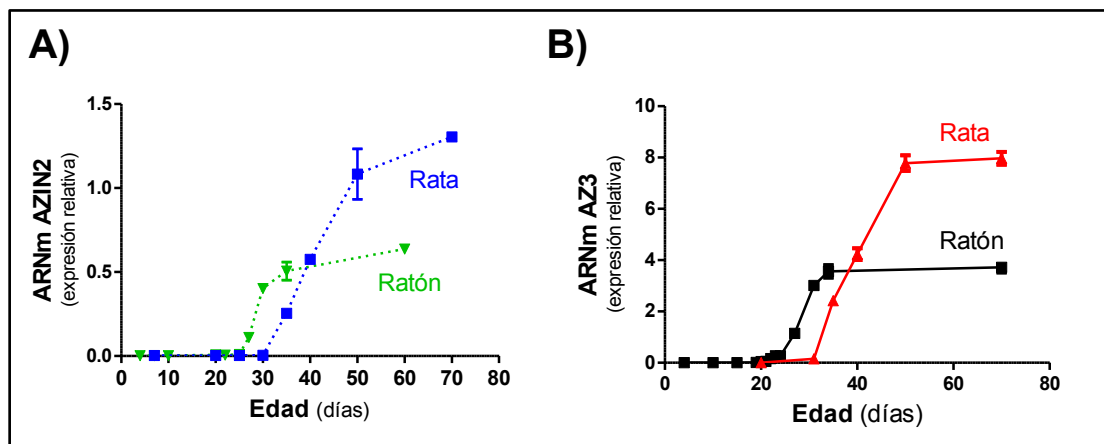 A)
ARNm AZIN2
(expresión relativa)
1.5
1.0
0.5
0.0
Rata
Ratón
0 10 20 30 40 50 60 70 80
Edad (días)
B)
ARNm AZ3
(expresión relativa)
10
8
6
4
2
0
Rata
Ratón
0 20 40 60 80
Edad (días)